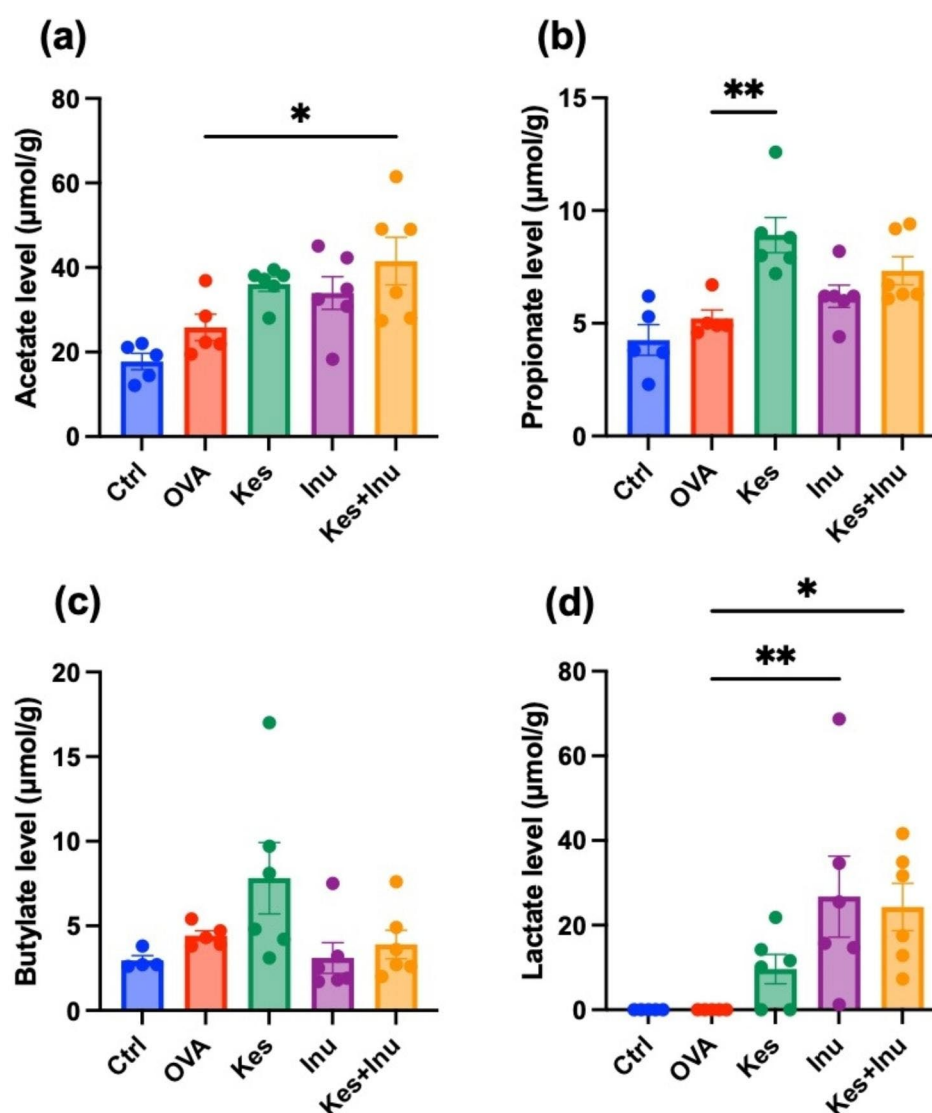 (a)
Acetate level (µmol/g)
80
60
40
20
0
*
Ctrl
OVA
Kes
Inu
Kes+Inu
(b)
Propionate level (µmol/g)
15
10
5
0
**
Ctrl
OVA
Kes
Inu
Kes+Inu
(c)
Butylate level (µmol/g)
20
15
10
5
0
Ctrl
OVA
Kes
Inu
Kes+Inu
(d)
Lactate level (µmol/g)
80
60
40
20
0
*
**
Ctrl
OVA
Kes
Inu
Kes+Inu